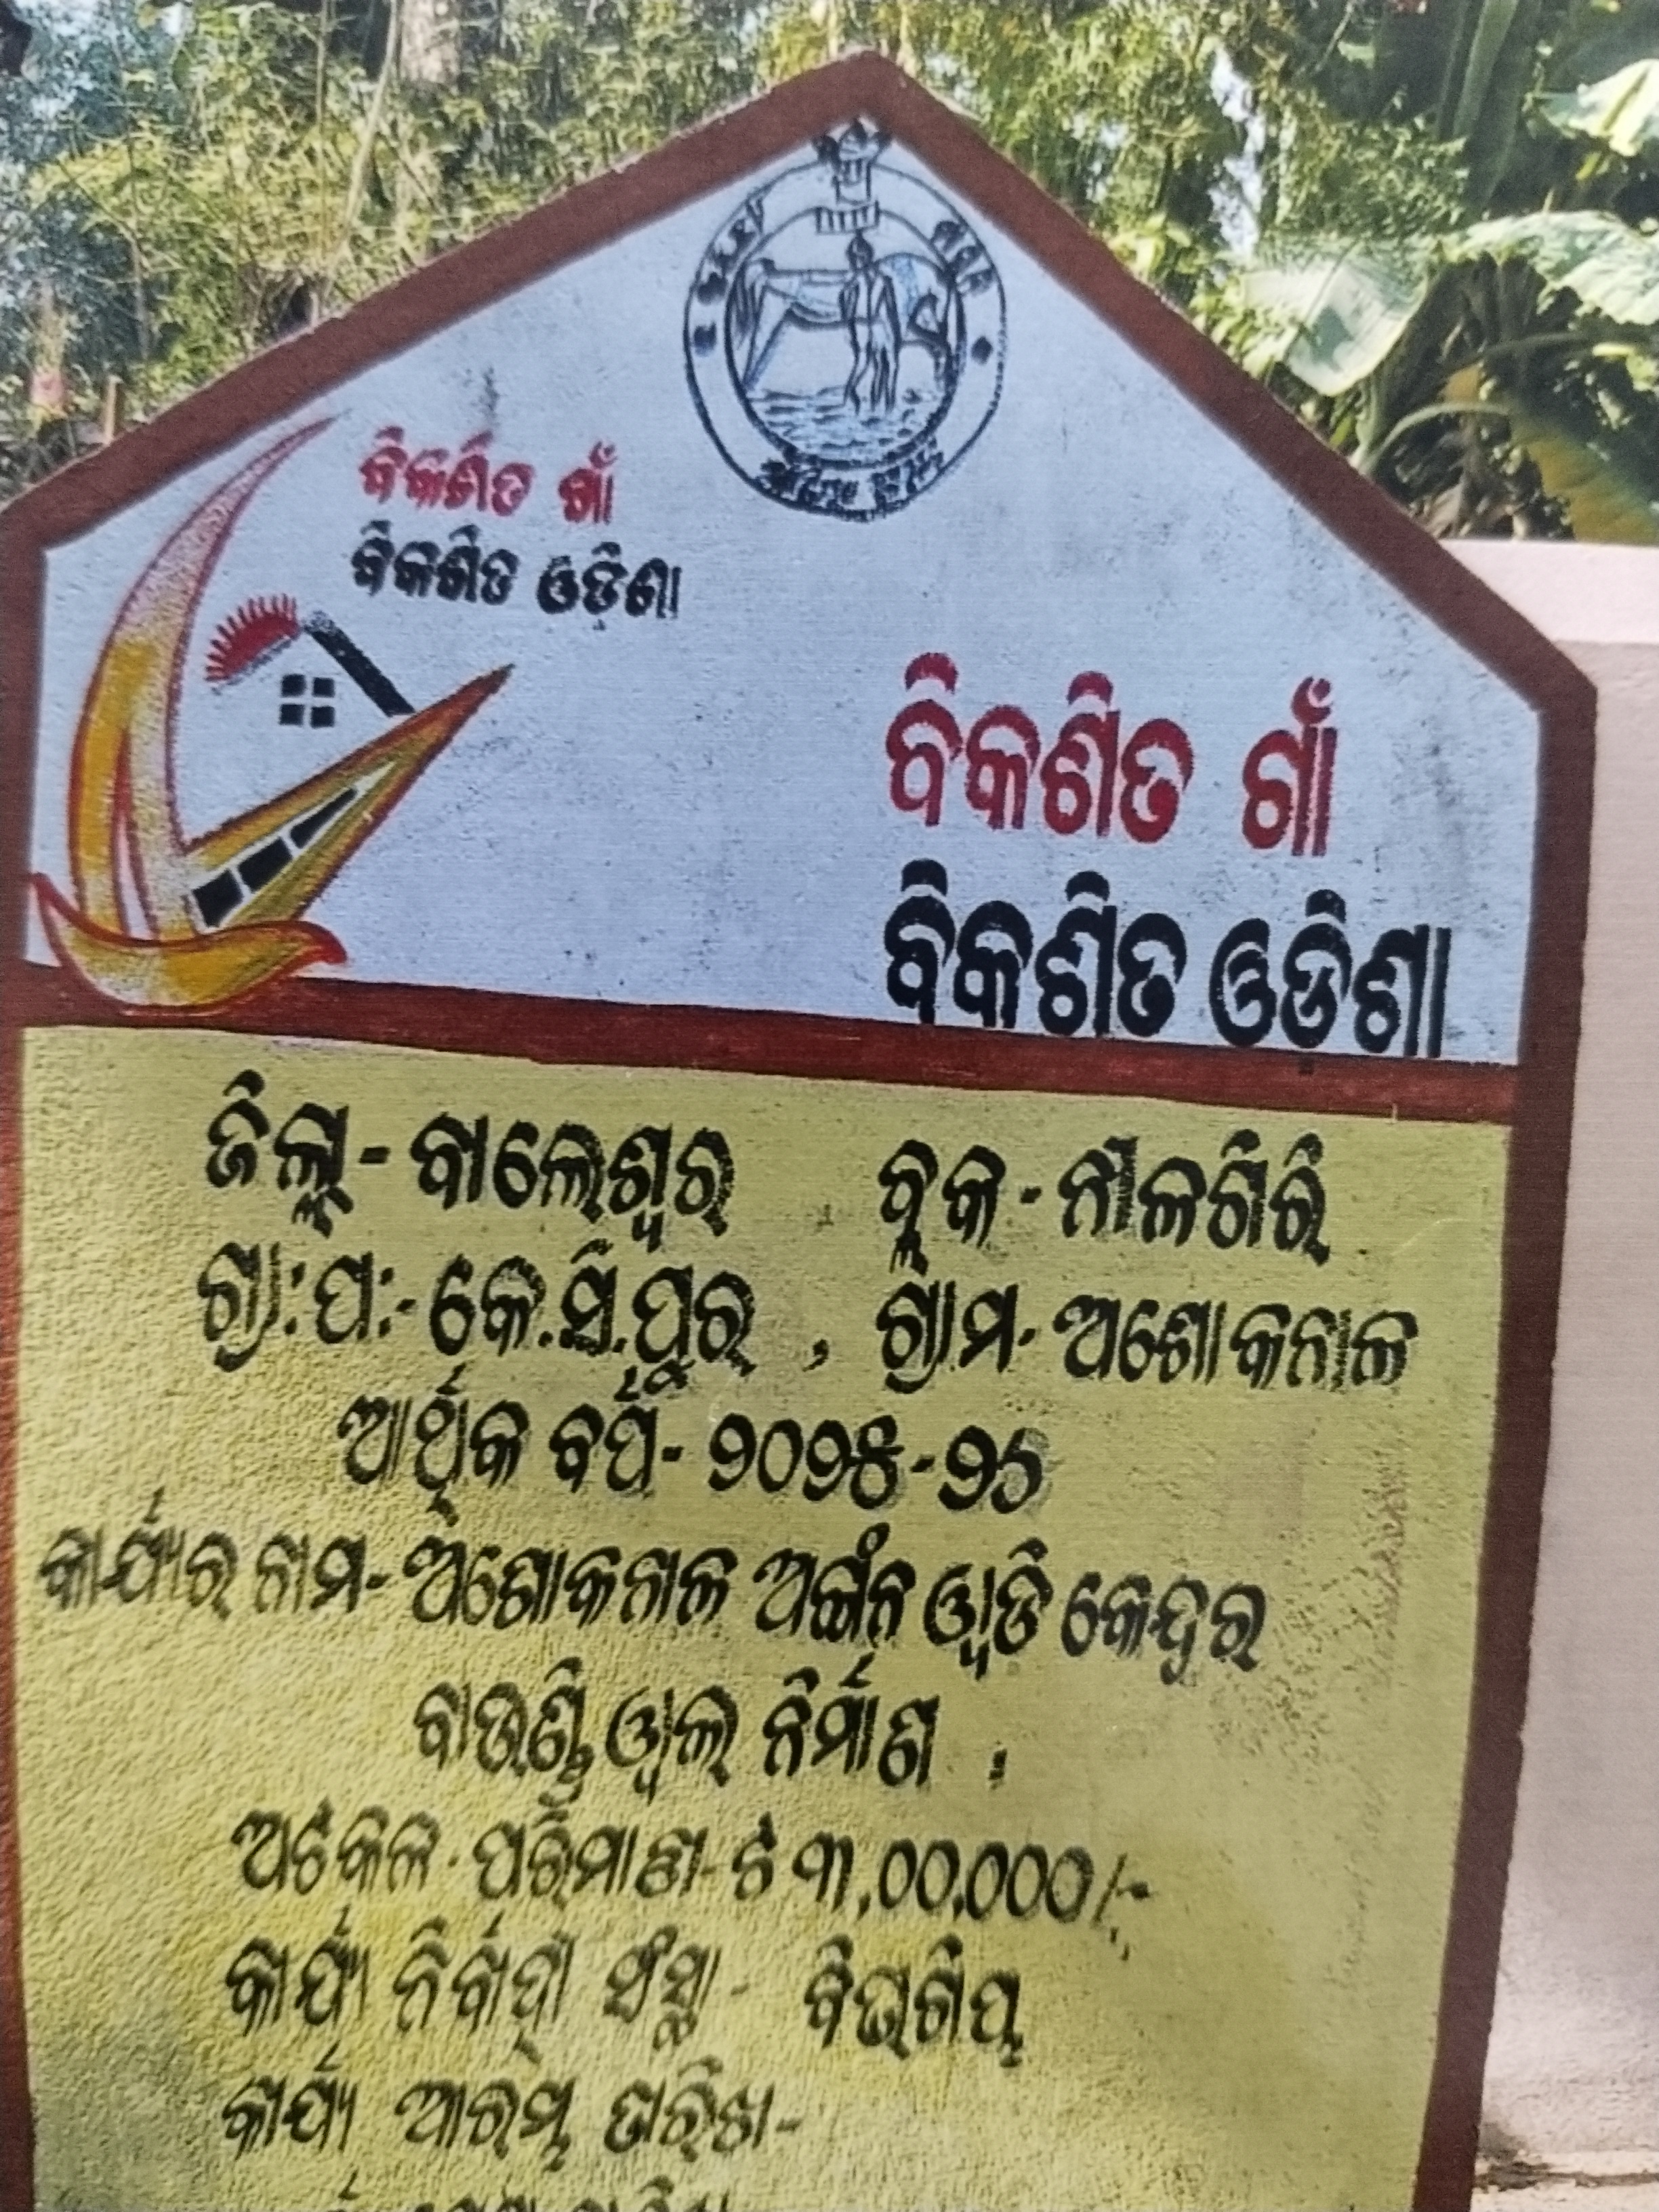 ବିକଶିତ ଗାଁ
ବିକଶିତ ଓଡ଼ିଶା
ବିକଶିତ ଗାଁ
ବିକଶିତ ଓଡ଼ିଶା
ଜିଲ୍ଲା- ବାଲେଶ୍ୱର , ବ୍ଲକ - ନୀଳଗିରି
ଗ୍ରା:ପ:- କେ.ସି.ପୁର , ଗ୍ରାମ- ଅଶୋକନାଳ
ଆର୍ଥିକ ବର୍ଷ- ୨୦୨୫-୨୬
କାର୍ଯ୍ୟର ନାମ- ଅଶୋକନାଳ ଅଙ୍ଗନ ୱାଡି କେନ୍ଦ୍ରର
ବାଉଣ୍ଡ୍ରି ୱାଲ ନିର୍ମାଣ ,
ଅଟକଳ ପରିମାଣ- ଟ ୩,୦୦,୦୦୦/-
କାର୍ଯ୍ୟ ନିର୍ବାହୀ ସଂସ୍ଥା - ବିଭାଗିୟ
କାର୍ଯ୍ୟ ଆରମ୍ଭ ତାରିଖ-